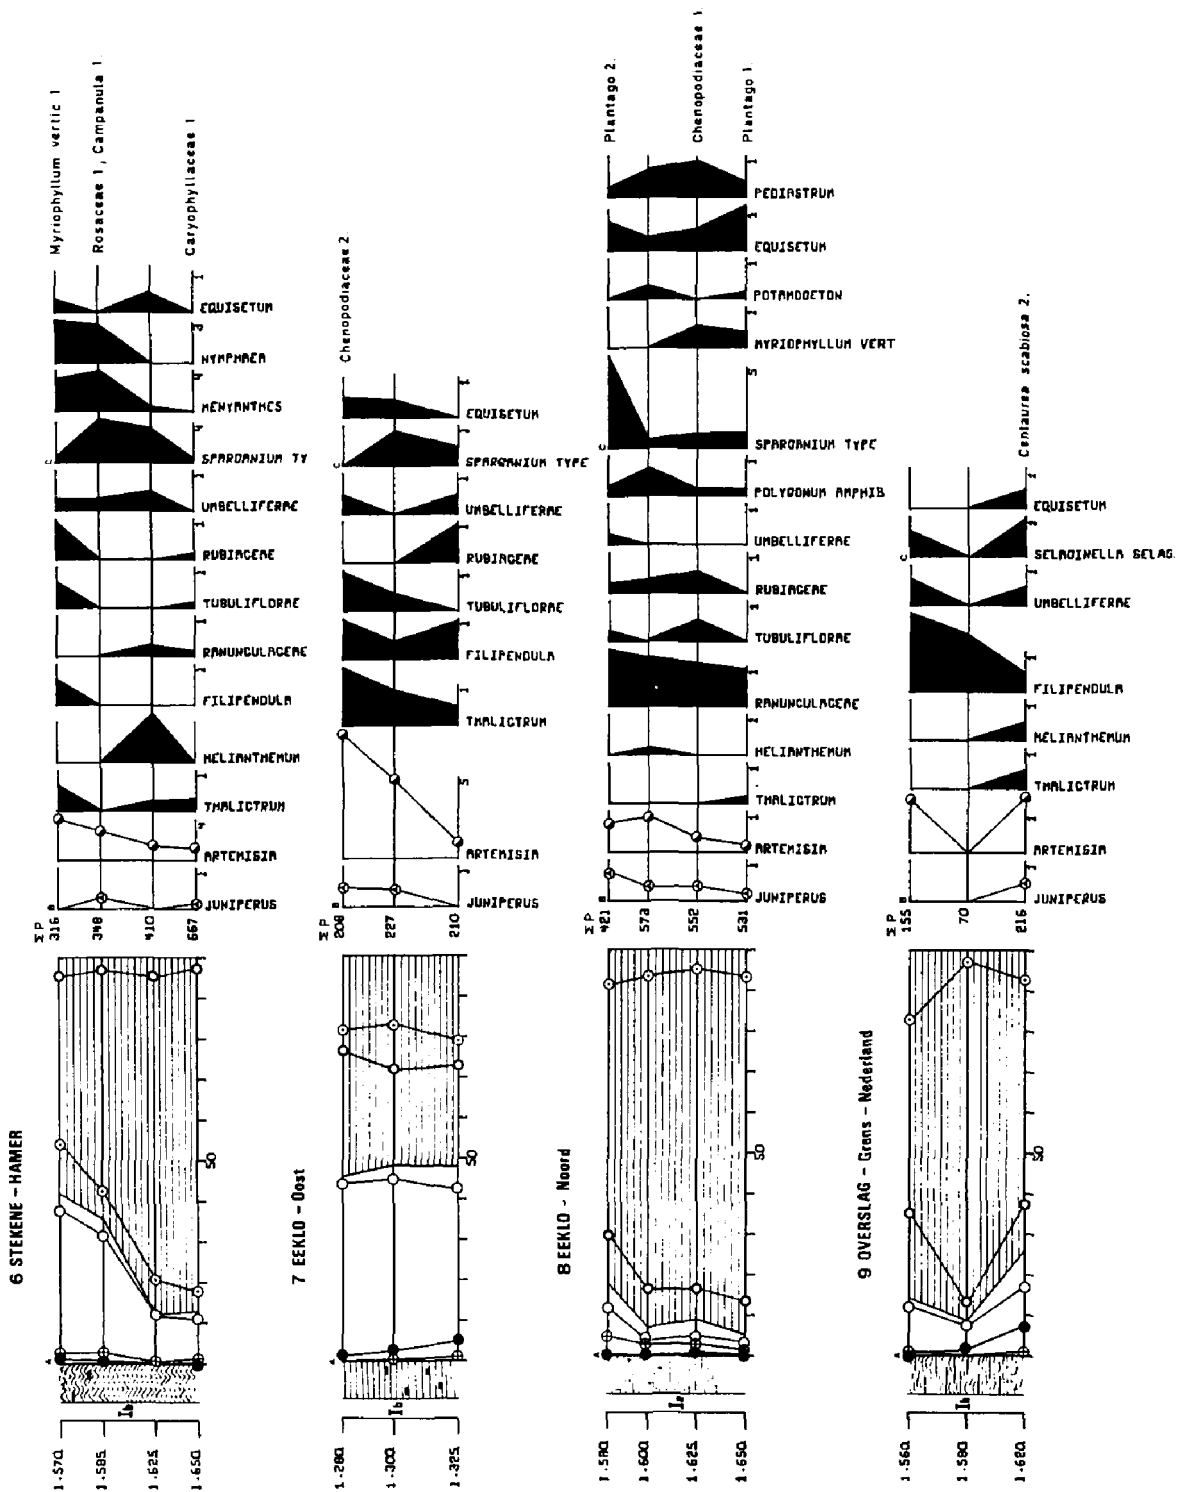 6 STEKENE – HAMER
Myriophyllum vertic 1
Rosaceae 1, Campanula 1.
Caryophyllaceae 1
EQUISETUM
NYMPHAEA
MENYANTHES
SPARGANIUM TY
UMBELLIFERAE
RUBIACEAE
TUBULIFLORAE
RANUNCULACEAE
FILIPENDULA
HELIANTHEMUM
THALICTRUM
ARTEMISIA
JUNIPERUS
C
B
A
Σ P
316
348
410
667
50
Ib
1.570.
1.585.
1.625.
1.650.
7 EEKLO – Oost
Chenopodiaceae 2.
EQUISETUM
SPARGANIUM TYPE
UMBELLIFERAE
RUBIACEAE
TUBULIFLORAE
FILIPENDULA
THALICTRUM
ARTEMISIA
JUNIPERUS
C
B
A
Σ P
208
227
210
50
Ib
1.280.
1.300.
1.325.
8 EEKLO – Noord
Plantago 2.
Chenopodiaceae 1.
Plantago 1.
PEDIASTRUM
EQUISETUM
POTAMOGETON
MYRIOPHYLLUM VERT
SPARGANIUM TYPE
POLYGONUM AMPHIB
UMBELLIFERAE
RUBIACEAE
TUBULIFLORAE
RANUNCULACEAE
HELIANTHEMUM
THALICTRUM
ARTEMISIA
JUNIPERUS
C
B
A
Σ P
421
573
552
531
50
1.580.
1.600.
1.625.
1.650.
9 OVERSLAG – Grens – Nederland
Centaurea scabiosa 2.
EQUISETUM
SELAGINELLA SELAG.
UMBELLIFERAE
FILIPENDULA
HELIANTHEMUM
THALICTRUM
ARTEMISIA
JUNIPERUS
C
B
A
Σ P
155
70
216
50
Ib
1.560.
1.580.
1.620.